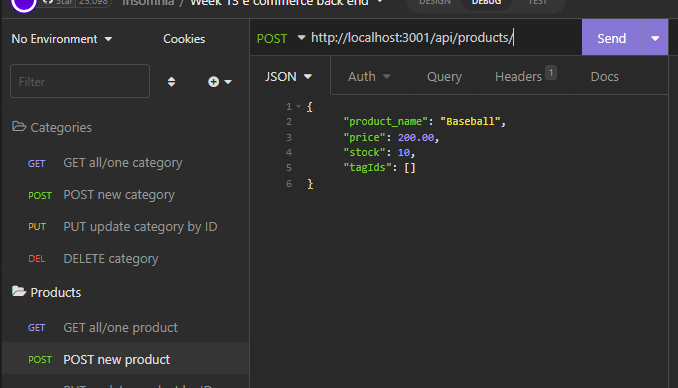 Star 25,098
Insomnia / Week 13 e commerce back end
DESIGN DEBUG TEST
No Environment Cookies
POST http://localhost:3001/api/products/ Send
Filter
JSON Auth Query Headers 1 Docs
1 {
2 "product_name": "Baseball",
3 "price": 200.00,
4 "stock": 10,
5 "tagIds": []
6 }
Categories
GET GET all/one category
POST POST new category
PUT PUT update category by ID
DEL DELETE category
Products
GET GET all/one product
POST POST new product